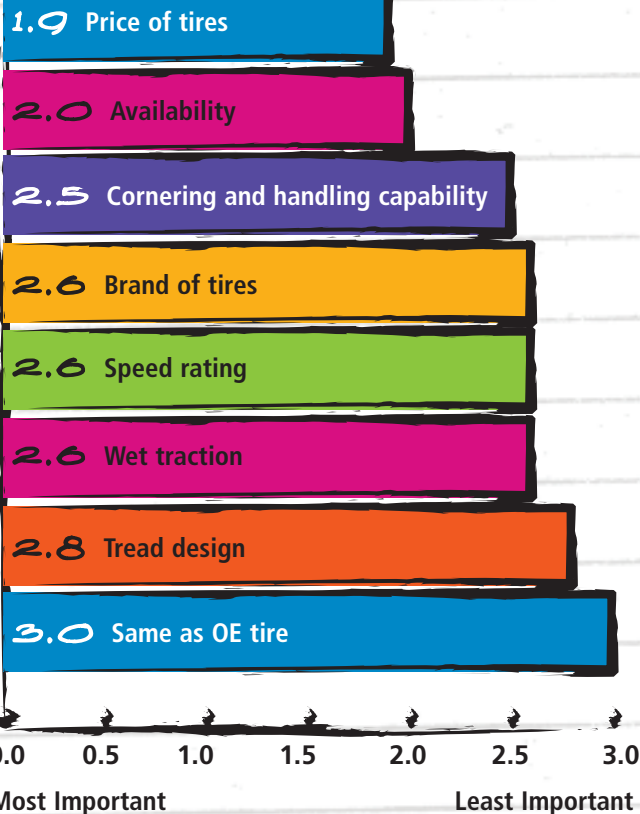 1.9 Price of tires
2.0 Availability
2.5 Cornering and handling capability
2.6 Brand of tires
2.6 Speed rating
2.6 Wet traction
2.8 Tread design
3.0 Same as OE tire
0.0 0.5 1.0 1.5 2.0 2.5 3.0
Most Important Least Important